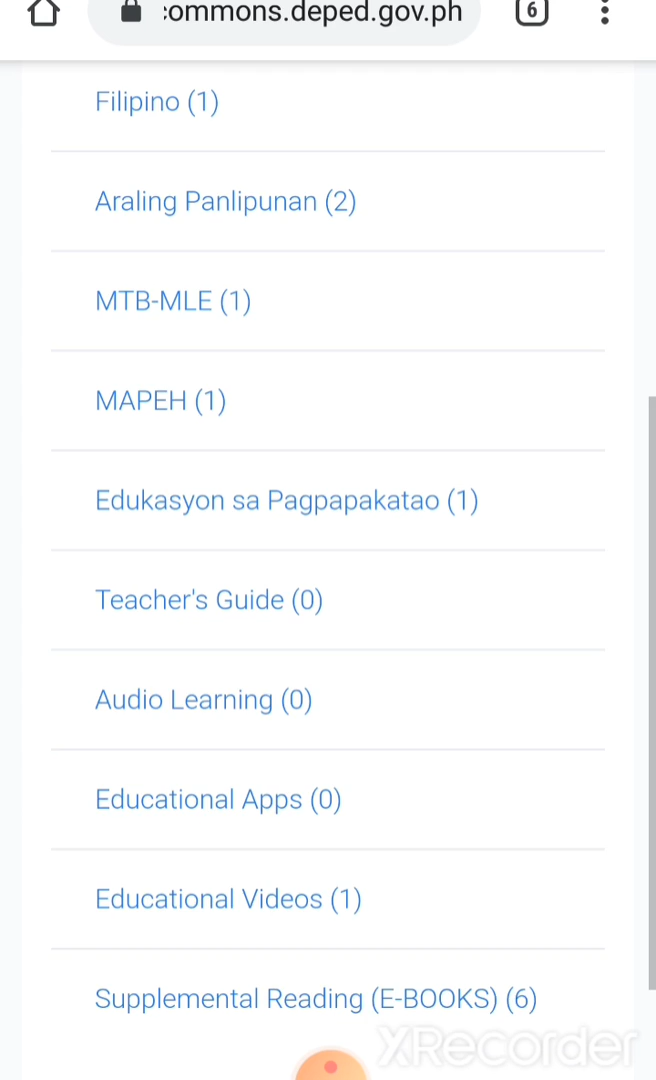 :ommons.deped.gov.ph
6
Filipino (1)
Araling Panlipunan (2)
MTB-MLE (1)
MAPEH (1)
Edukasyon sa Pagpapakatao (1)
Teacher's Guide (0)
Audio Learning (0)
Educational Apps (0)
Educational Videos (1)
Supplemental Reading (E-BOOKS) (6)
XRecorder